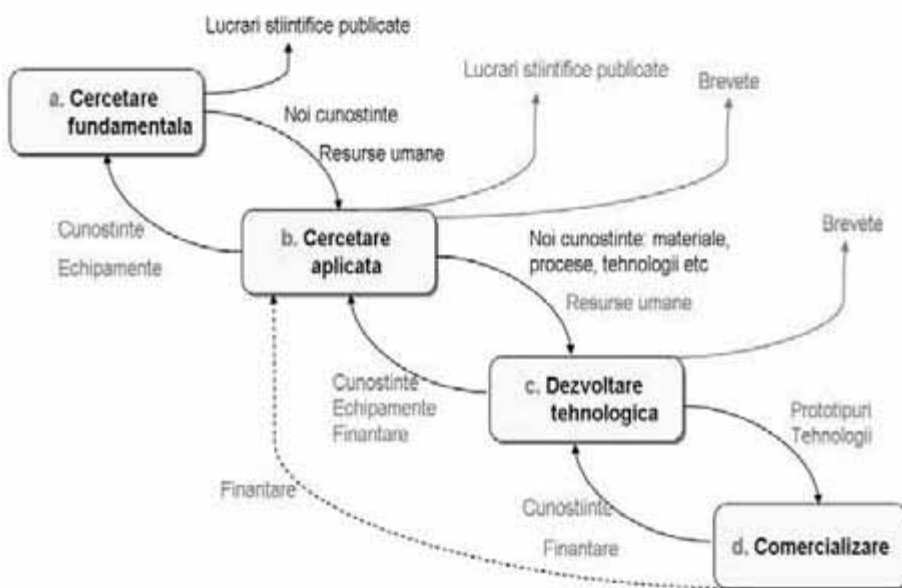 Lucrari stiintifice publicate
Lucrari stiintifice publicate
Brevete
a. Cercetare
fundamentala
Noi cunostinte
Resurse umane
Cunostinte
Echipamente
b. Cercetare
aplicata
Noi cunostinte: materiale,
procese, tehnologii etc
Resurse umane
Brevete
Cunostinte
Echipamente
Finantare
c. Dezvoltare
tehnologica
Prototipuri
Tehnologii
Finantare
Cunostiinte
Finantare
d. Comercializare